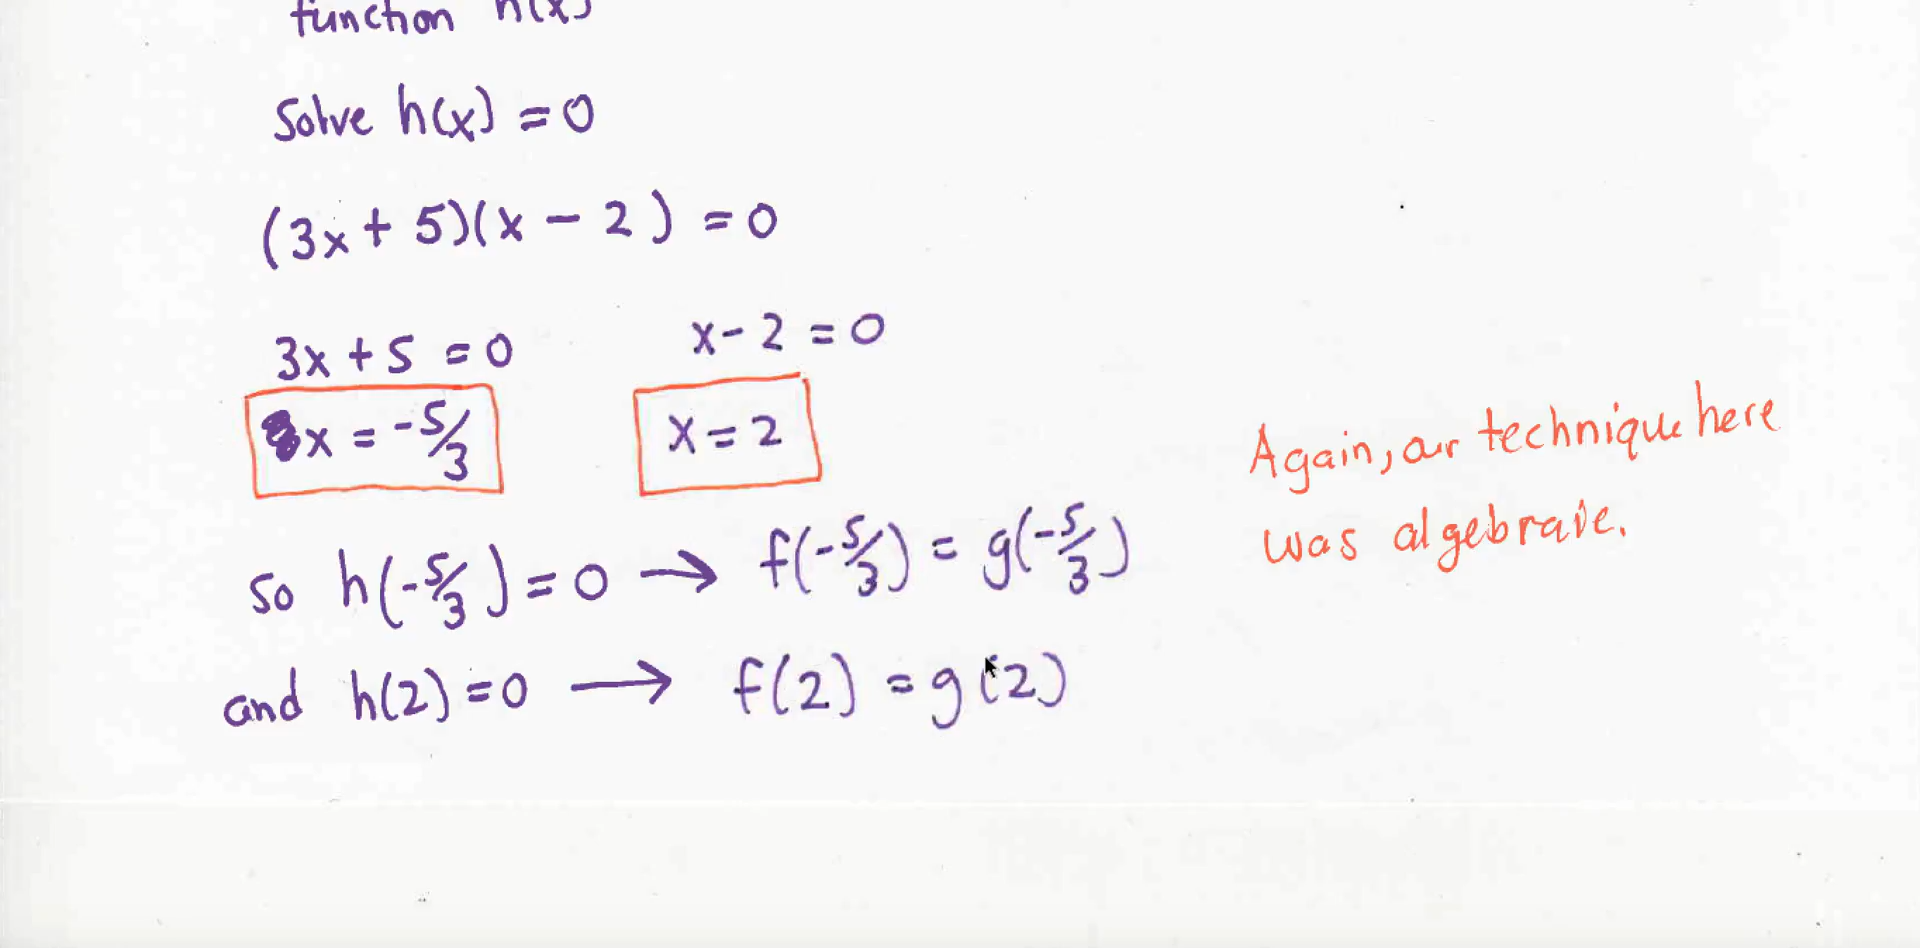 function h(x)
Solve h(x) = 0
(3x + 5)(x - 2) = 0
3x + 5 = 0
x - 2 = 0
x = -5/3
x = 2
Again, our technique here
was algebraic.
so h(-5/3) = 0 → f(-5/3) = g(-5/3)
and h(2) = 0 → f(2) = g(2)